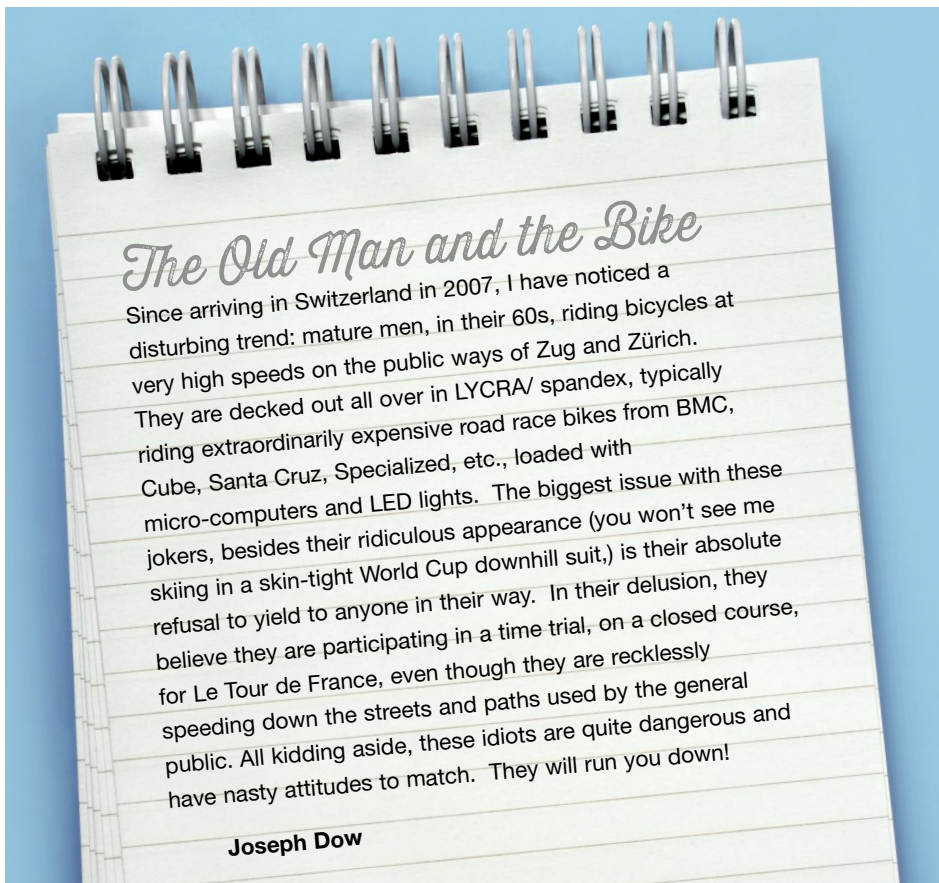 The Old Man and the Bike
Since arriving in Switzerland in 2007, I have noticed a
disturbing trend: mature men, in their 60s, riding bicycles at
very high speeds on the public ways of Zug and Zürich.
They are decked out all over in LYCRA/ spandex, typically
riding extraordinarily expensive road race bikes from BMC,
Cube, Santa Cruz, Specialized, etc., loaded with
micro-computers and LED lights.  The biggest issue with these
jokers, besides their ridiculous appearance (you won't see me
skiing in a skin-tight World Cup downhill suit,) is their absolute
refusal to yield to anyone in their way.  In their delusion, they
believe they are participating in a time trial, on a closed course,
for Le Tour de France, even though they are recklessly
speeding down the streets and paths used by the general
public. All kidding aside, these idiots are quite dangerous and
have nasty attitudes to match.  They will run you down!
Joseph Dow